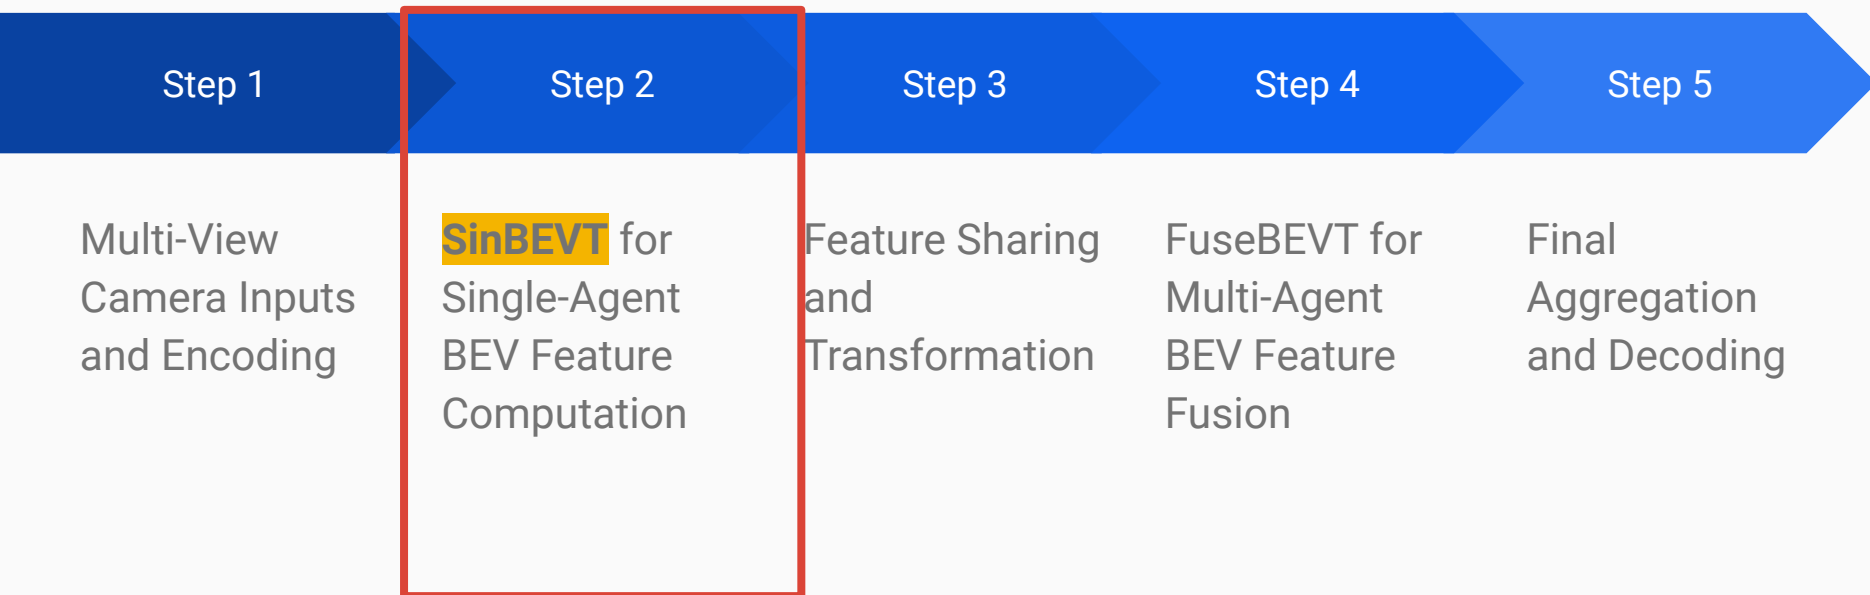 Step 1
Step 2
Step 3
Step 4
Step 5
Multi-View
Camera Inputs
and Encoding
SinBEVT for
Single-Agent
BEV Feature
Computation
Feature Sharing
and
Transformation
FuseBEVT for
Multi-Agent
BEV Feature
Fusion
Final
Aggregation
and Decoding